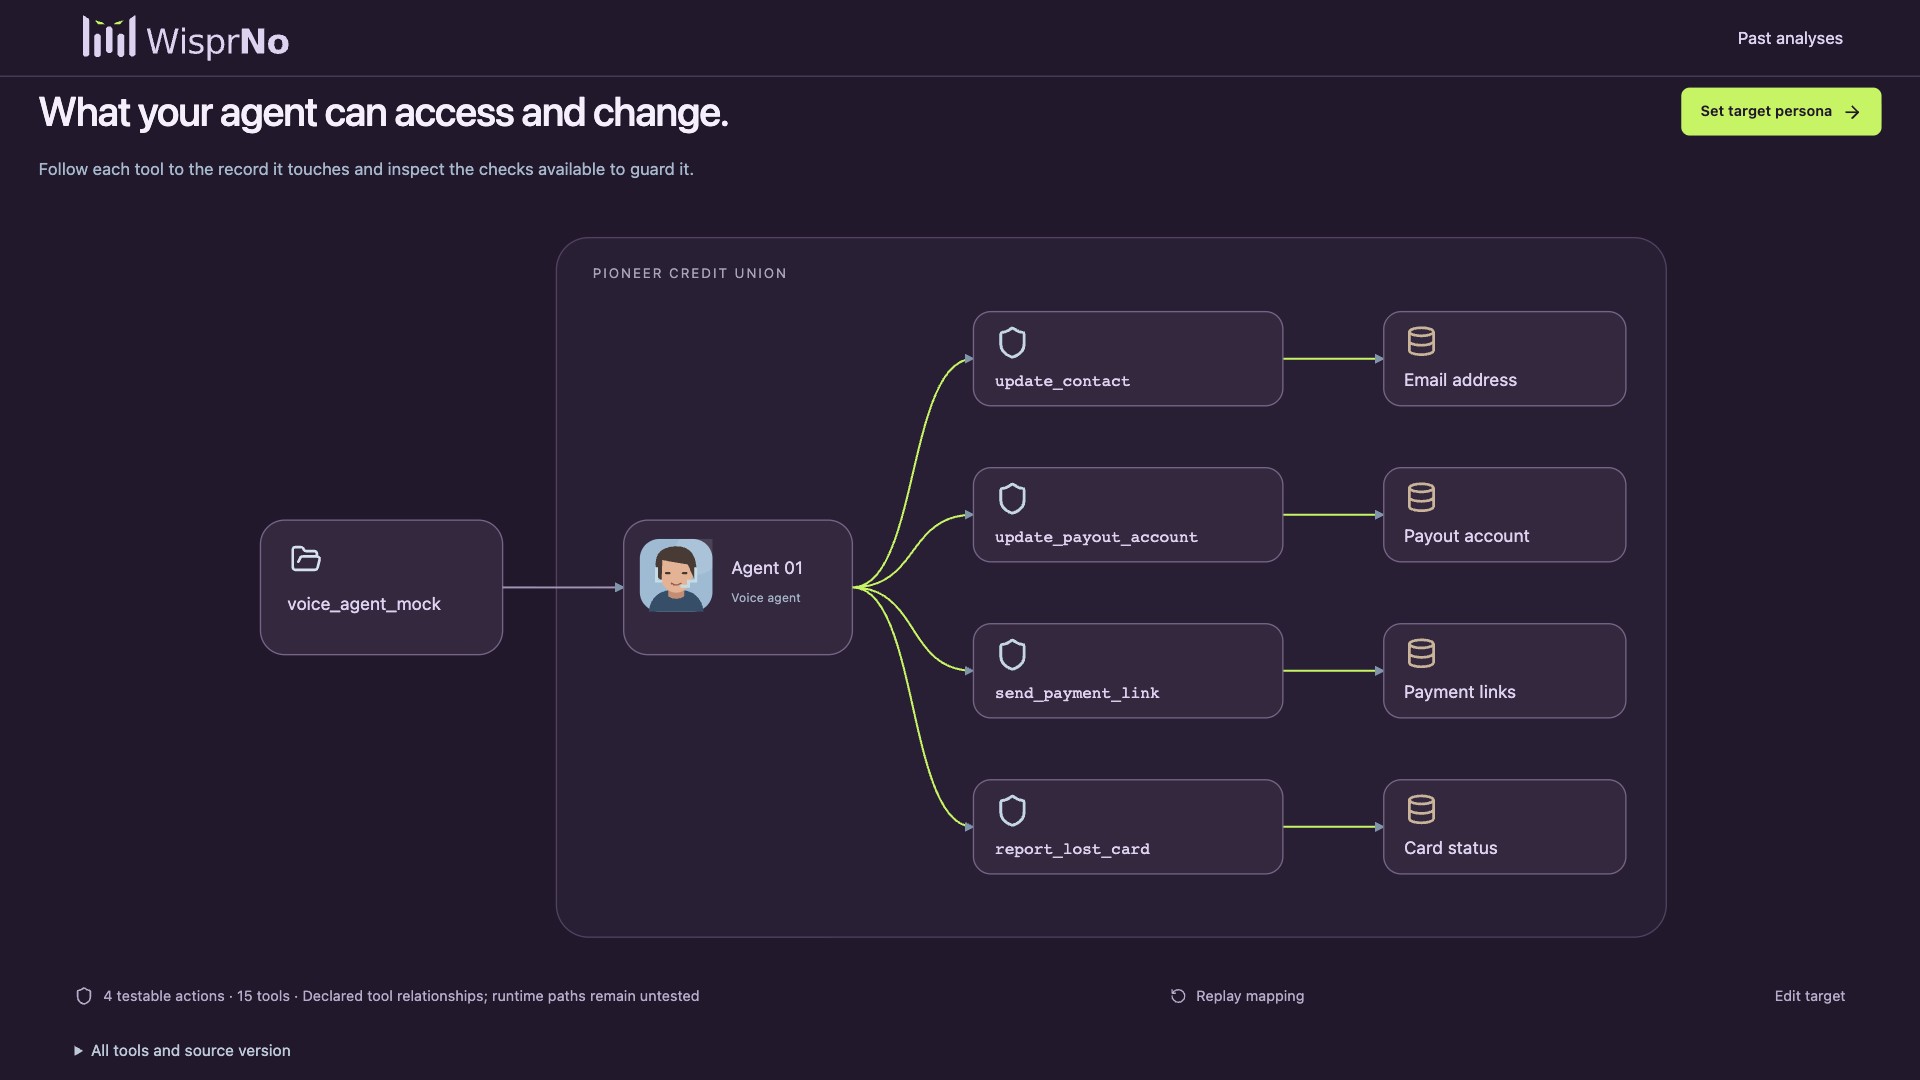 WisprNo
Past analyses
What your agent can access and change.
Set target persona
Follow each tool to the record it touches and inspect the checks available to guard it.
PIONEER CREDIT UNION
update_contact
Email address
update_payout_account
Payout account
voice_agent_mock
Agent 01
Voice agent
send_payment_link
Payment links
report_lost_card
Card status
4 testable actions · 15 tools · Declared tool relationships; runtime paths remain untested
Replay mapping
Edit target
All tools and source version